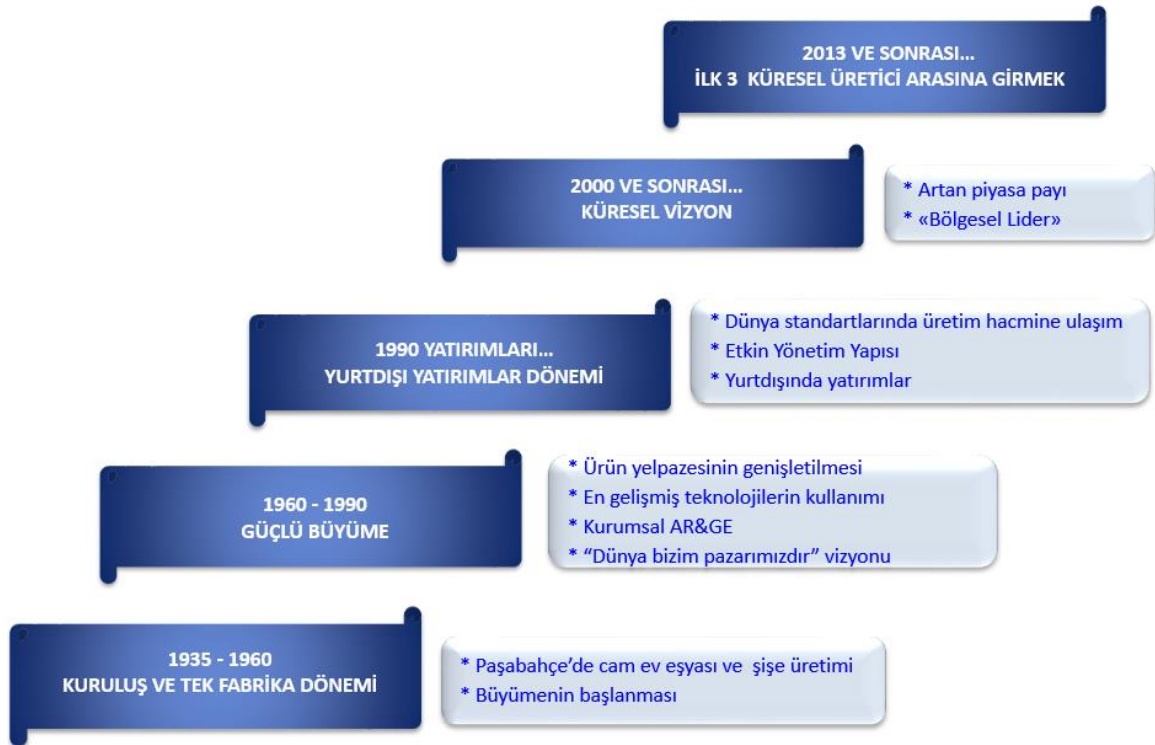 2013 VE SONRASI...
İLK 3 KÜRESEL ÜRETİCİ ARASINA GİRMEK
2000 VE SONRASI...
KÜRESEL VİZYON
* Artan piyasa payı
* «Bölgesel Lider»
1990 YATIRIMLARI...
YURTDIŞI YATIRIMLAR DÖNEMİ
* Dünya standartlarında üretim hacmine ulaşım
* Etkin Yönetim Yapısı
* Yurtdışında yatırımlar
1960 - 1990
GÜÇLÜ BÜYÜME
* Ürün yelpazesinin genişletilmesi
* En gelişmiş teknolojilerin kullanımı
* Kurumsal AR&GE
* “Dünya bizim pazarımızdır” vizyonu
1935 - 1960
KURULUŞ VE TEK FABRİKA DÖNEMİ
* Paşabahçe’de cam ev eşyası ve şişe üretimi
* Büyümenin başlanması